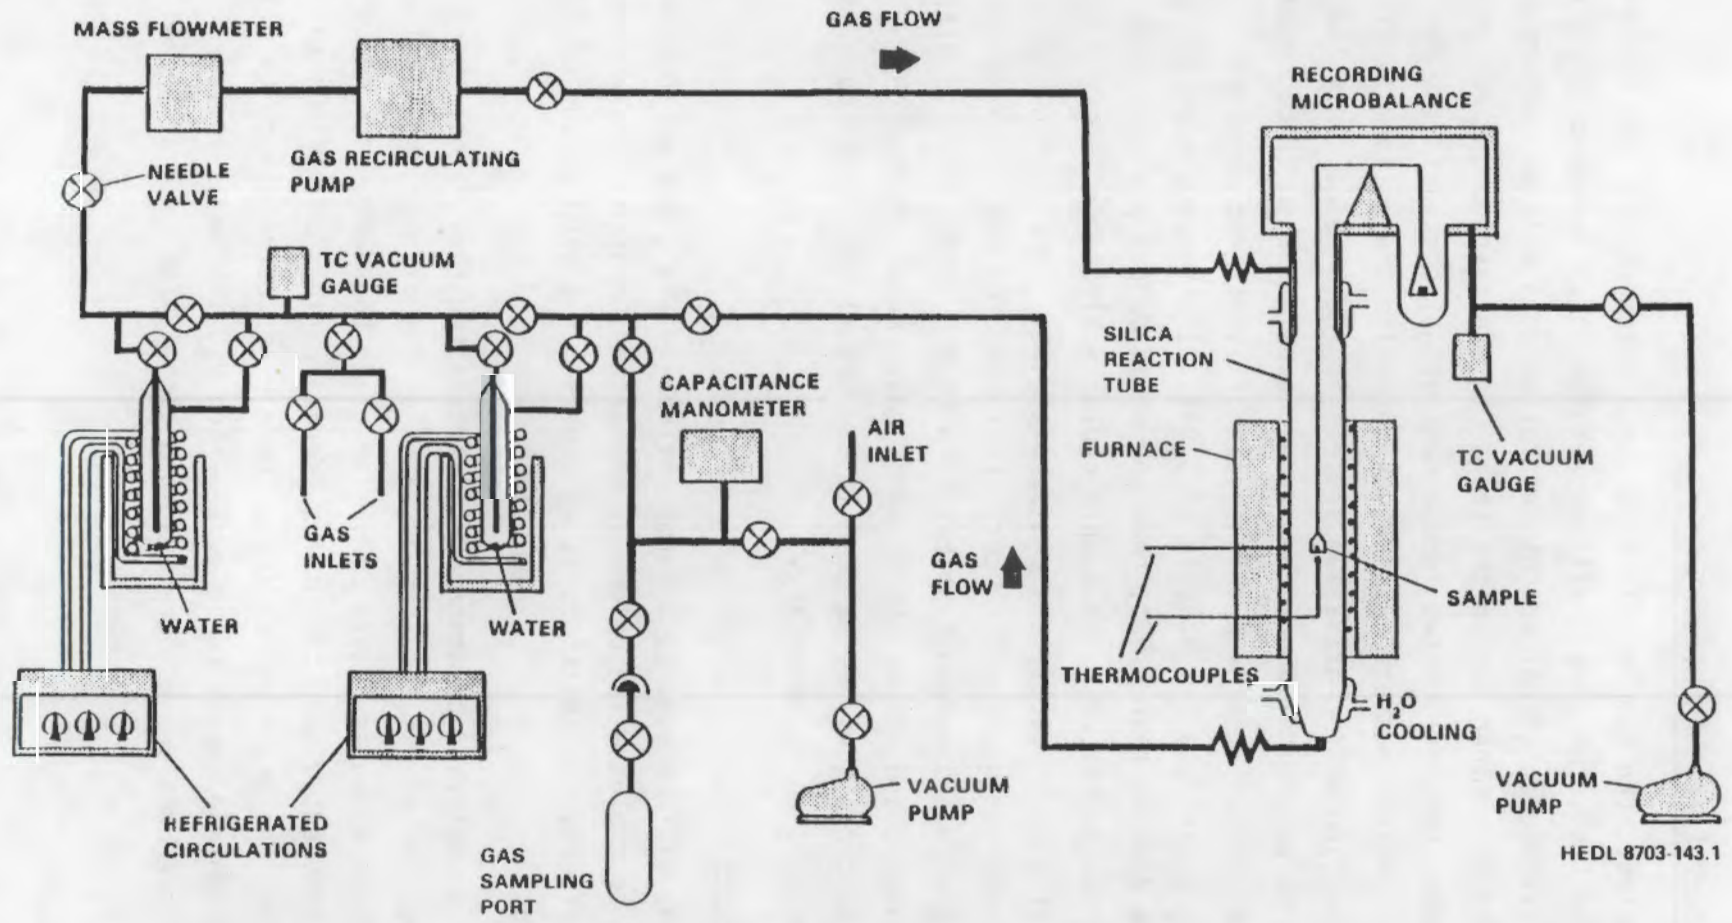 MASS FLOWMETER
GAS FLOW
RECORDING
MICROBALANCE
GAS RECIRCULATING
PUMP
NEEDLE
VALVE
TC VACUUM
GAUGE
SILICA
REACTION
TUBE
CAPACITANCE
MANOMETER
AIR
INLET
FURNACE
TC VACUUM
GAUGE
GAS
INLETS
GAS
FLOW
SAMPLE
WATER
WATER
THERMOCOUPLES
H2O
COOLING
VACUUM
PUMP
VACUUM
PUMP
REFRIGERATED
CIRCULATIONS
GAS
SAMPLING
PORT
HEDL 8703-143.1